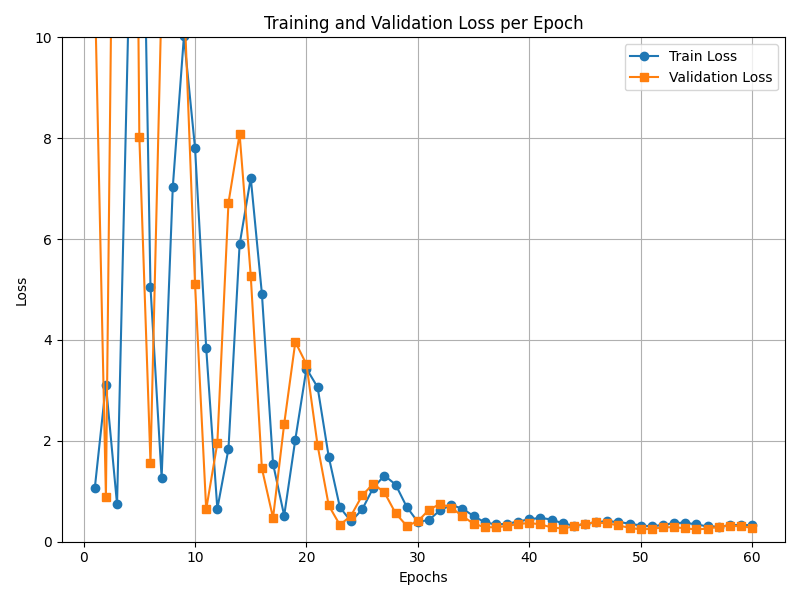 Training and Validation Loss per Epoch
10
8
6
4
2
0
Loss
Train Loss
Validation Loss
0 10 20 30 40 50 60
Epochs